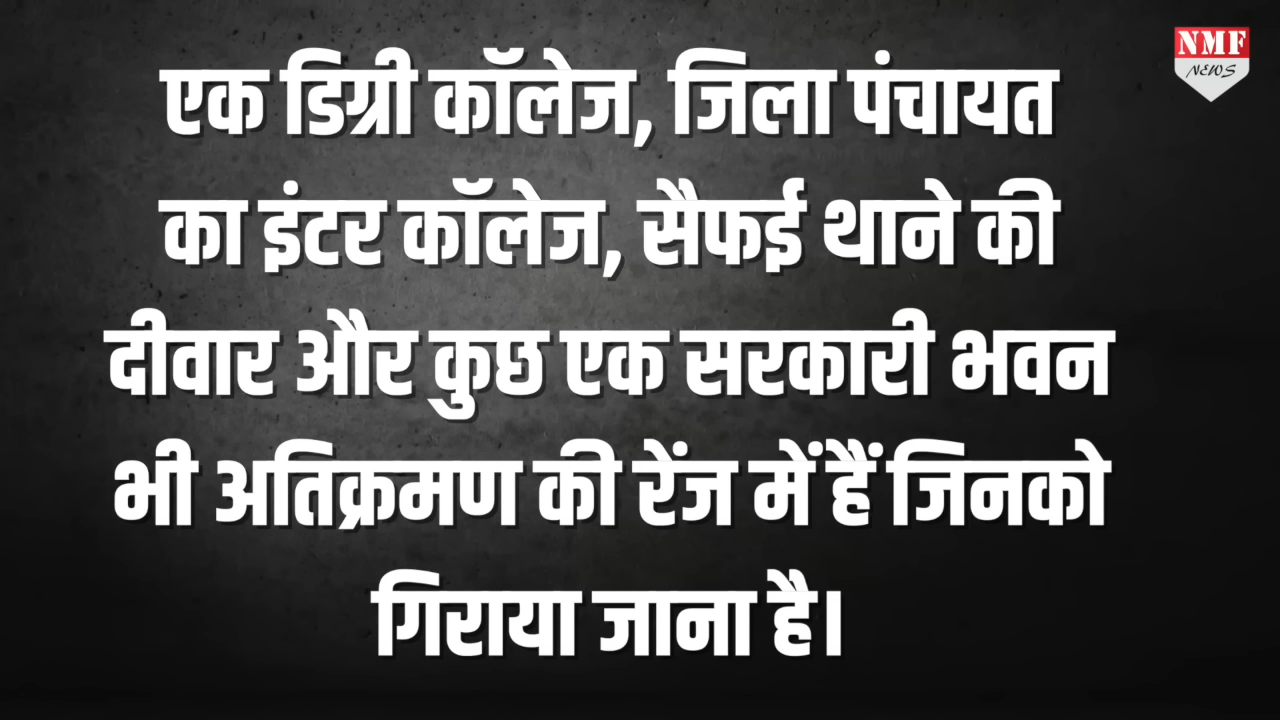 एक डिग्री कॉलेज, जिला पंचायत
का इंटर कॉलेज, सैफई थाने की
दीवार और कुछ एक सरकारी भवन
भी अतिक्रमण की रेंज में हैं जिनको
गिराया जाना है।
NMF
NEWS